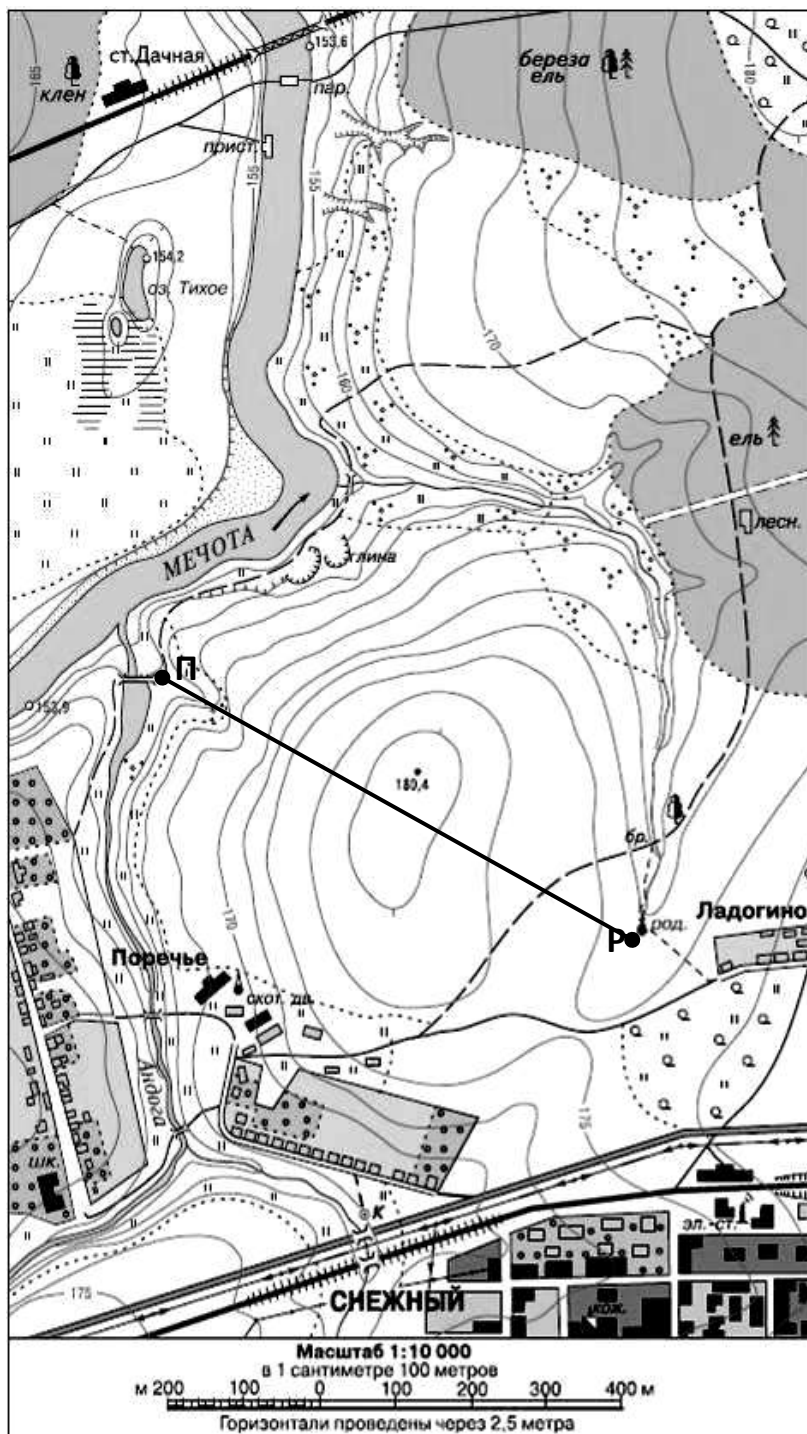 153,6
ст.Дачная
клен
165
береза
ель
180
пар.
прист.
155
155
154,2
оз. Тихое
170
160
ель
лесн.
МЕЧОТА
глина
П
153,9
180,4
бр.
170
Р
род.
Ладогино
Поречье
скот. дв.
Андога
175
шк.
К
эл.-ст.
175
СНЕЖНЫЙ
кож.
Масштаб 1:10 000
в 1 сантиметре 100 метров
м 200 100 0 100 200 300 400 м
Горизонтали проведены через 2,5 метра